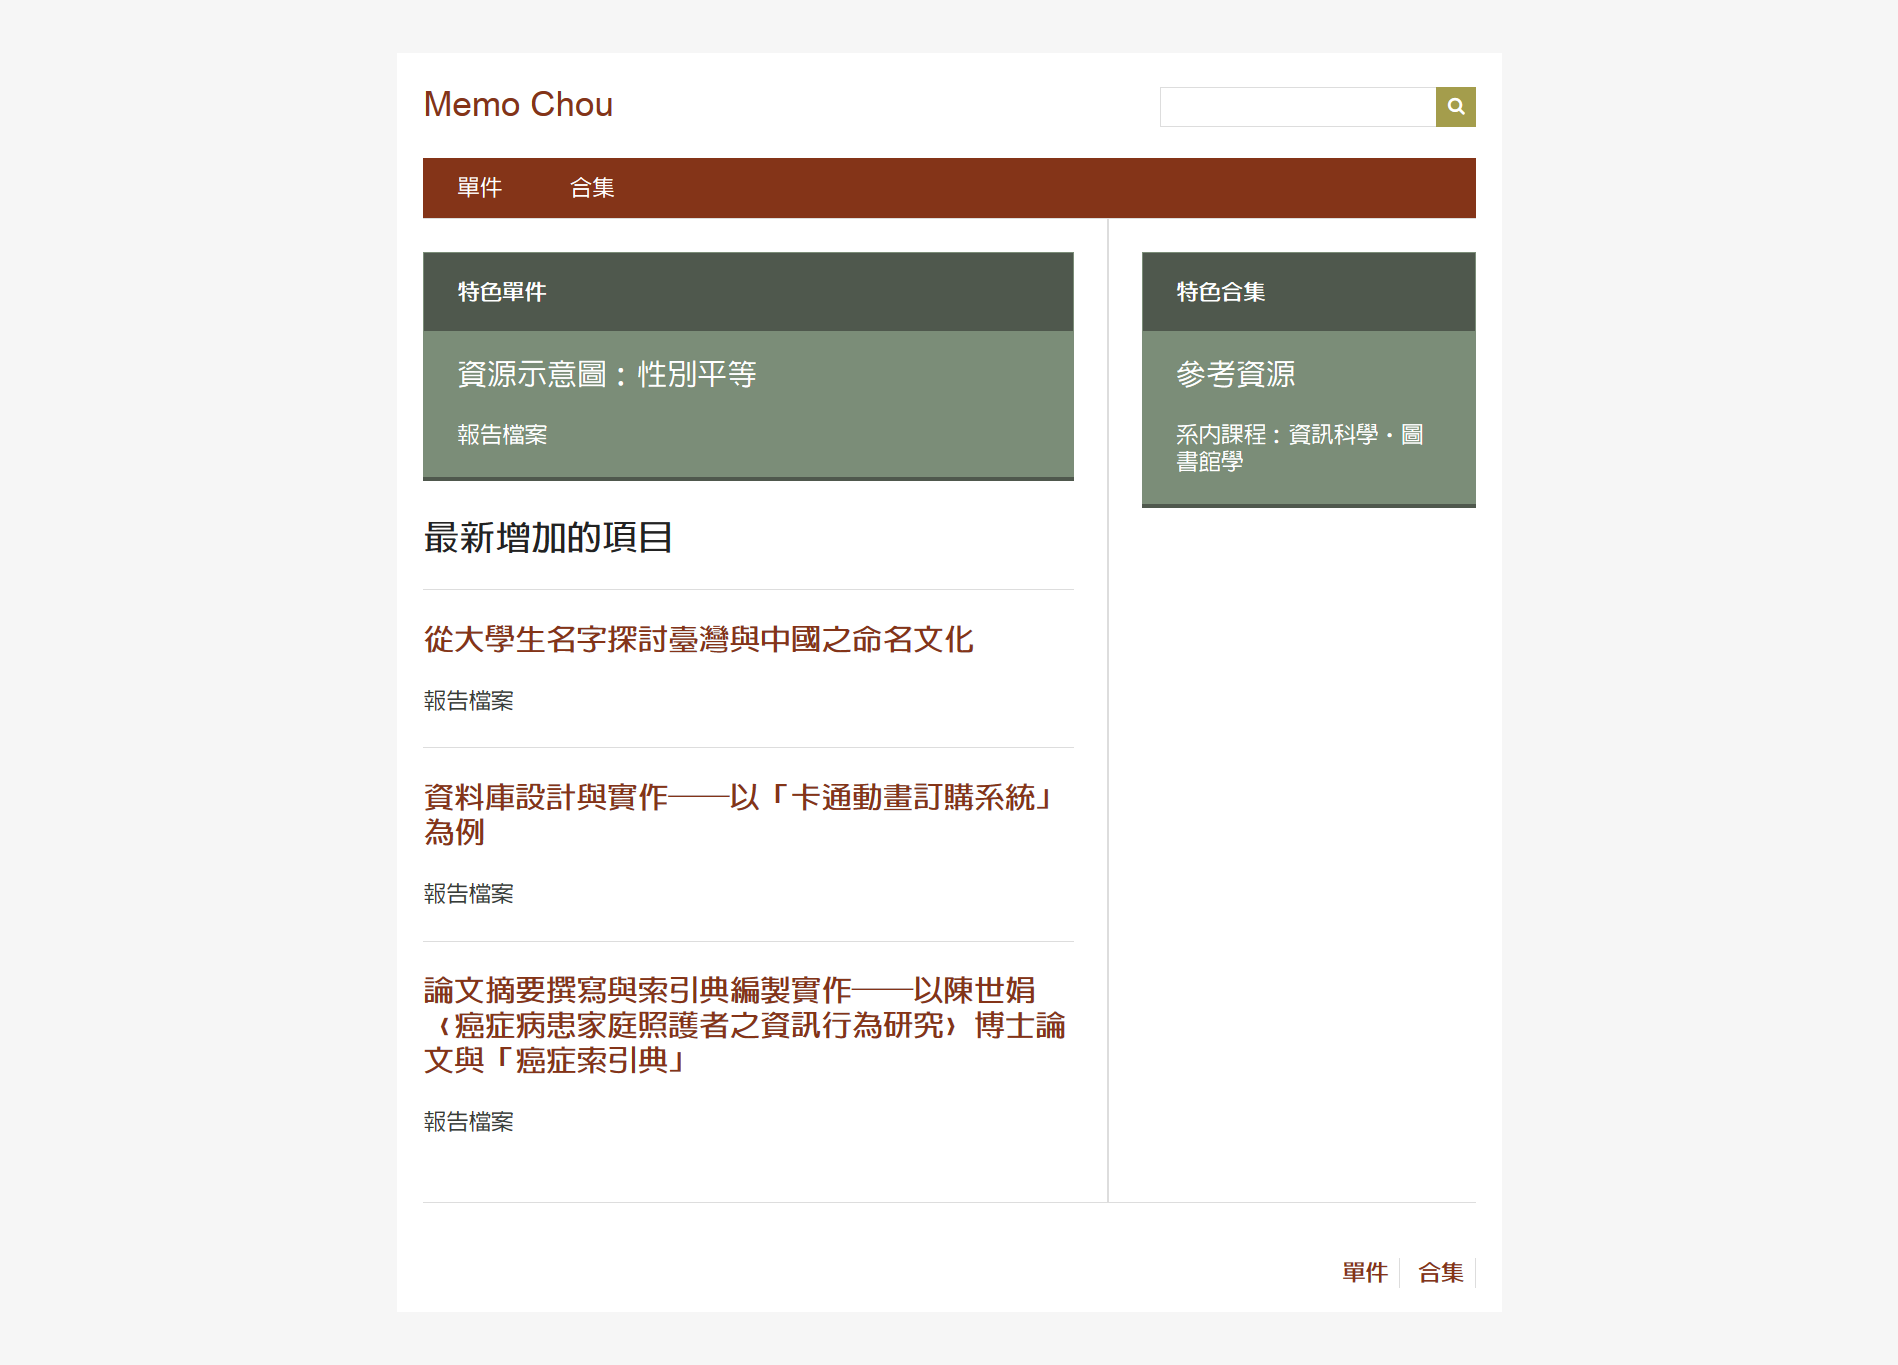 Memo Chou
單件 合集
特色單件
資源示意圖：性別平等
報告檔案
最新增加的項目
從大學生名字探討臺灣與中國之命名文化
報告檔案
資料庫設計與實作——以「卡通動畫訂購系統」
為例
報告檔案
論文摘要撰寫與索引典編製實作——以陳世娟
〈癌症病患家庭照護者之資訊行為研究〉博士論
文與「癌症索引典」
報告檔案
特色合集
參考資源
系內課程：資訊科學・圖
書館學
單件 合集